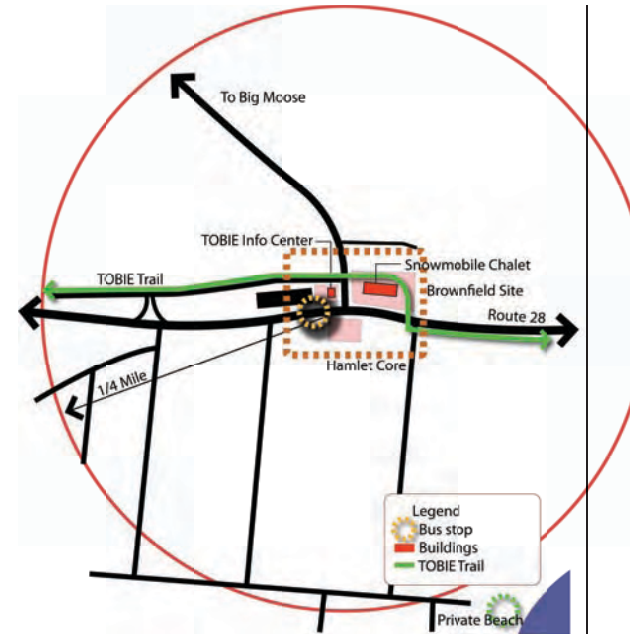 To Big Moose
TOBIE Info Center
Snowmobile Chalet
TOBIE Trail
Brownfield Site
Route 28
Hamlet Core
1/4 Mile
Legend
Bus stop
Buildings
TOBIE Trail
Private Beach